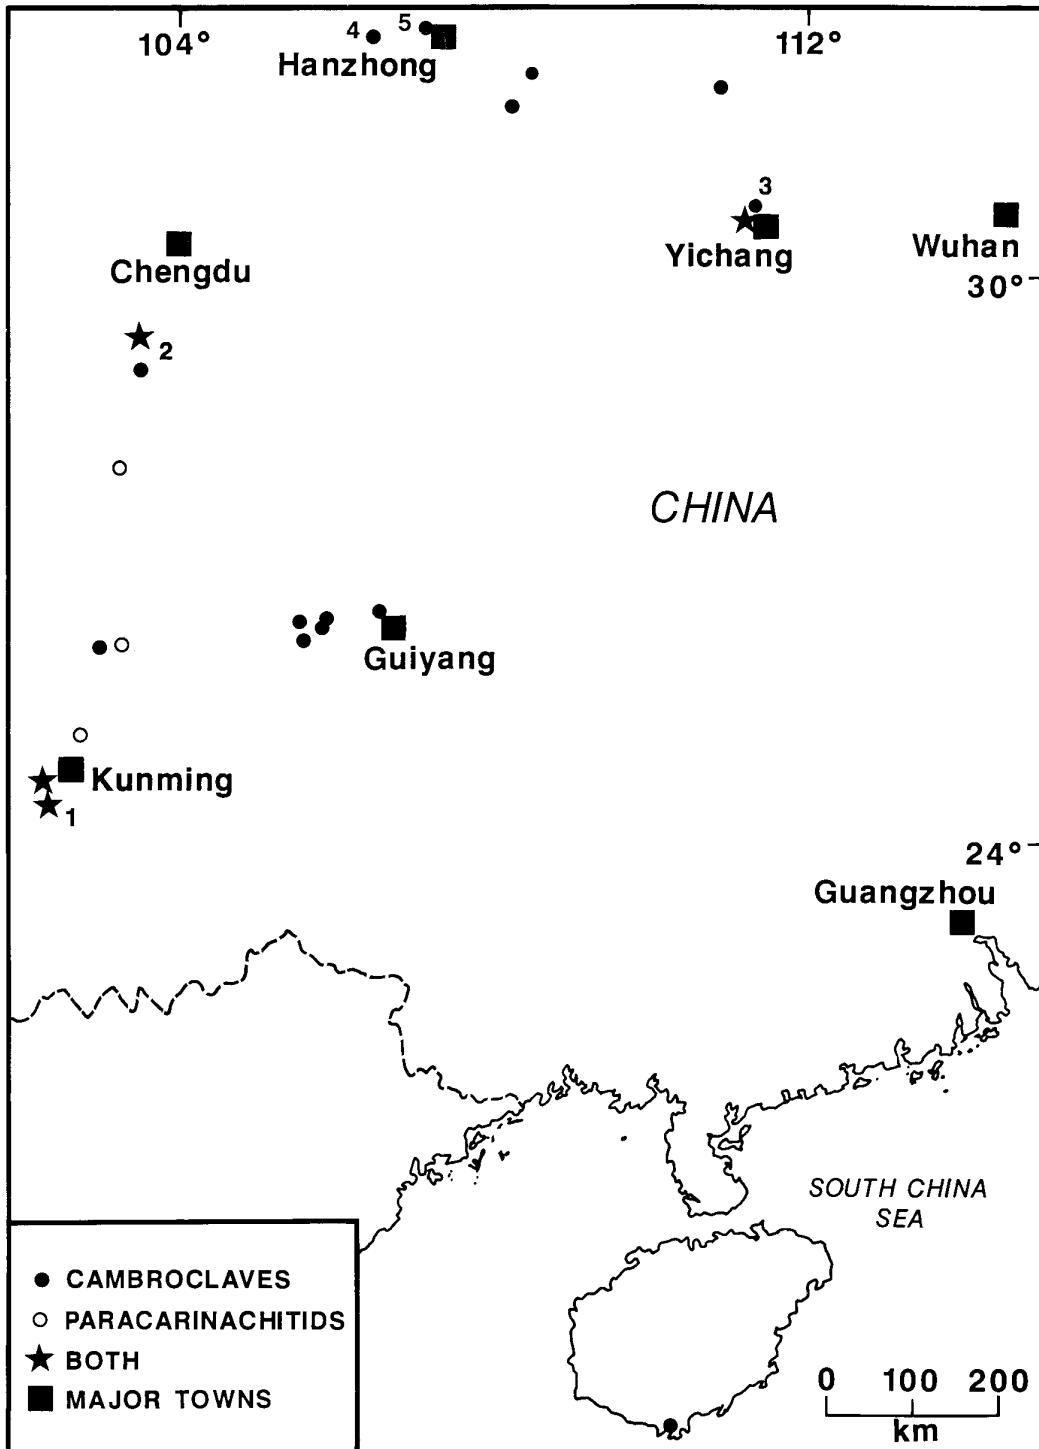 104°
4
5
112°
Hanzhong
3
Yichang
Wuhan
Chengdu
30°
2
CHINA
Guiyang
Kunming
1
24°
Guangzhou
SOUTH CHINA
SEA
CAMBROCLAVES
PARACARINACHITIDS
BOTH
MAJOR TOWNS
0 100 200
km